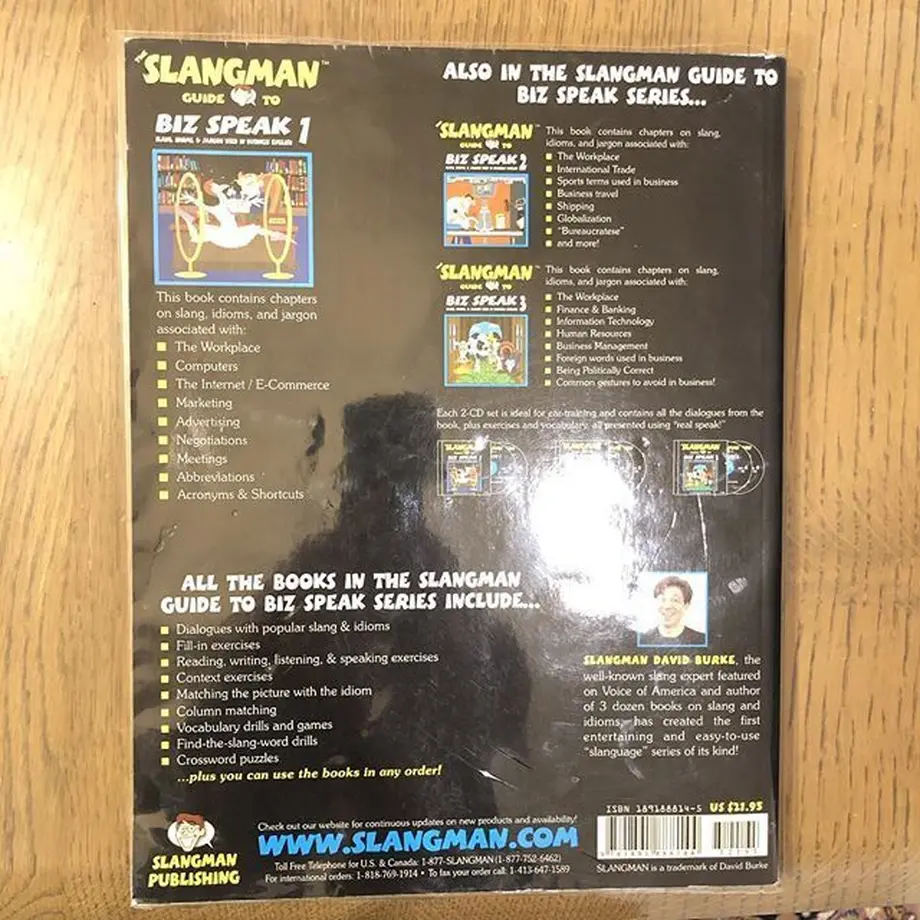 THE
SLANGMAN™
GUIDE TO
BIZ SPEAK 1
This book contains chapters
on slang, idioms, and jargon
associated with:
The Workplace
Computers
The Internet / E-Commerce
Marketing
Advertising
Negotiations
Meetings
Abbreviations
Acronyms & Shortcuts
ALSO IN THE SLANGMAN GUIDE TO
BIZ SPEAK SERIES...
SLANGMAN™
GUIDE TO
BIZ SPEAK 2
This book contains chapters on slang,
idioms, and jargon associated with:
The Workplace
International Trade
Sports terms used in business
Business travel
Shipping
Globalization
"Bureaucratese"
and more!
SLANGMAN™
GUIDE TO
BIZ SPEAK 3
This book contains chapters on slang,
idioms, and jargon associated with:
The Workplace
Finance & Banking
Information Technology
Human Resources
Business Management
Foreign words used in business
Being Politically Correct
Common gestures to avoid in business!
Each 2-CD set is ideal for ear-training and contains all the dialogues from the
book, plus exercises and vocabulary, all presented using "real speak!"
SLANGMAN
BIZ SPEAK
SLANGMAN
BIZ SPEAK
ALL THE BOOKS IN THE SLANGMAN
GUIDE TO BIZ SPEAK SERIES INCLUDE...
Dialogues with popular slang & idioms
Fill-in exercises
Reading, writing, listening, & speaking exercises
Context exercises
Matching the picture with the idiom
Column matching
Vocabulary drills and games
Find-the-slang-word drills
Crossword puzzles
...plus you can use the books in any order!
SLANGMAN DAVID BURKE, the
well-known slang expert featured
on Voice of America and author
of 3 dozen books on slang and
idioms, has created the first
entertaining and easy-to-use
"slanguage" series of its kind!
SLANGMAN
PUBLISHING
Check out our website for continuous updates on new products and availability!
WWW.SLANGMAN.COM
Toll Free Telephone for U.S. & Canada: 1-877-SLANGMAN (1-877-752-6462)
For international orders: 1-818-769-1914 • To fax your order call: 1-413-647-1589
ISBN 189188814-5 US $21.95
SLANGMAN is a trademark of David Burke